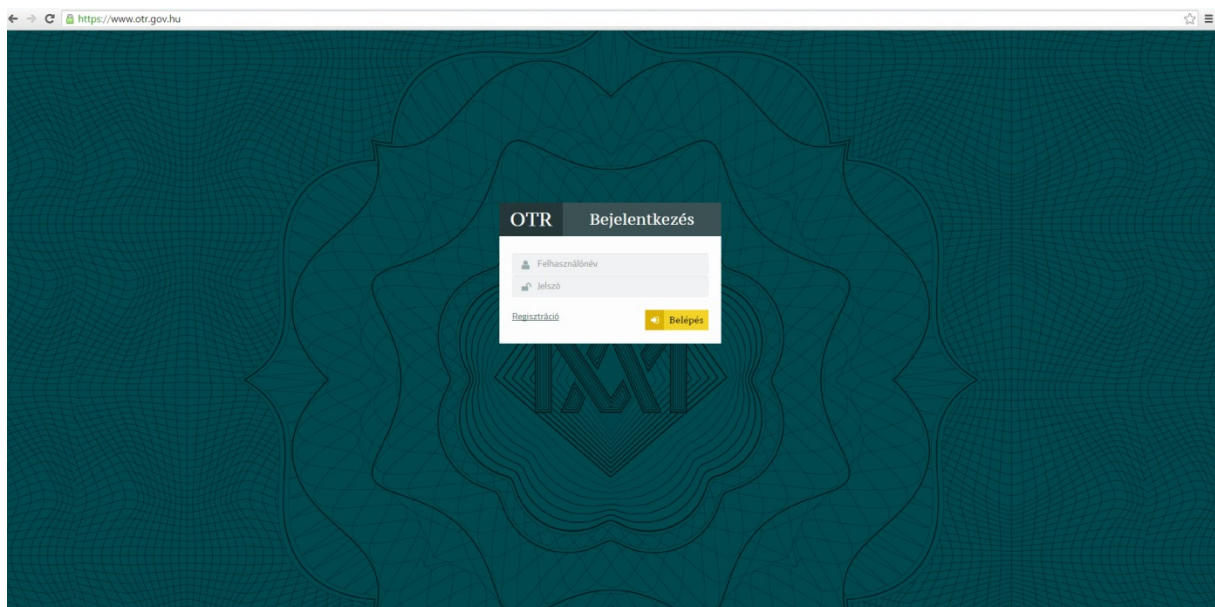 https://www.otr.gov.hu
OTR Bejelentkezés
Felhasználónév
Jelszó
Regisztráció Belépés